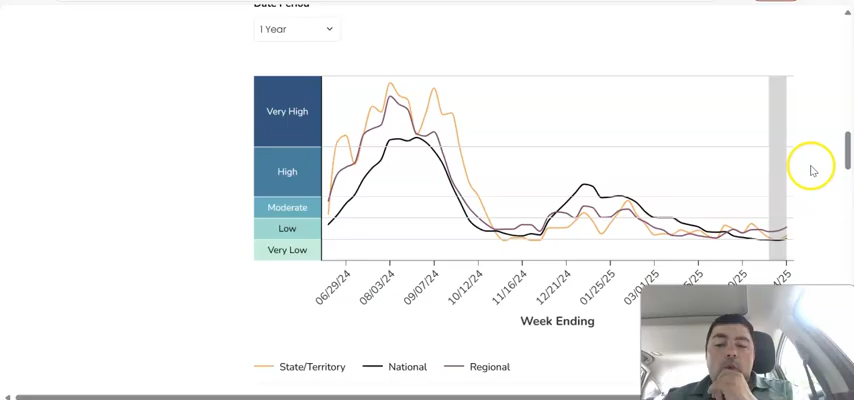 Date Period
1 Year
Very High
High
Moderate
Low
Very Low
06/29/24
08/03/24
09/07/24
10/12/24
11/16/24
12/21/24
01/25/25
03/01/25
Week Ending
State/Territory National Regional